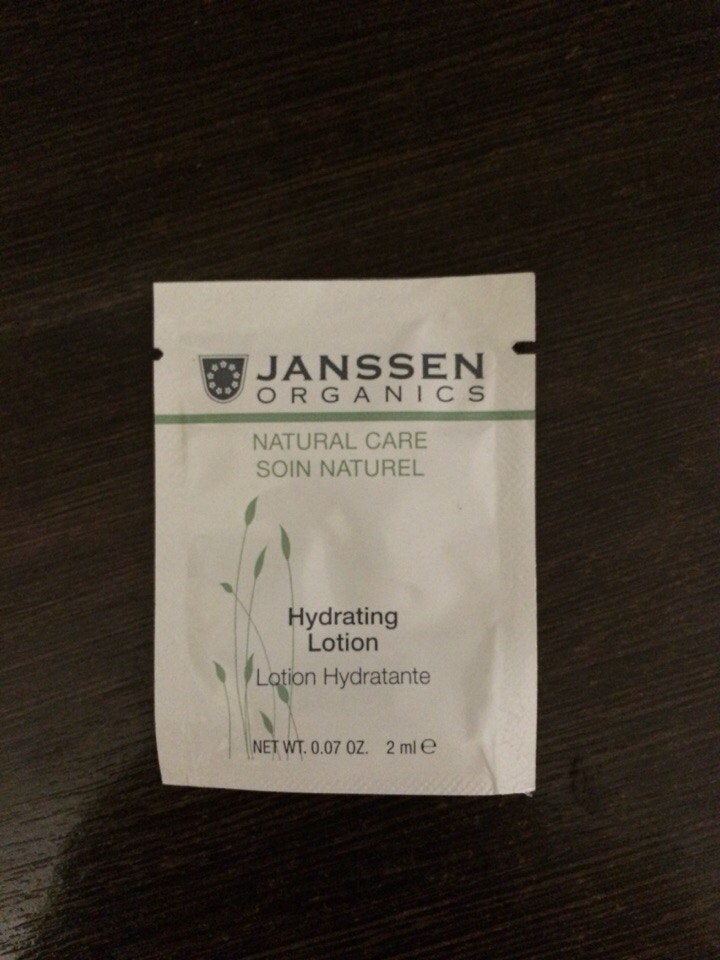 JANSSEN
ORGANICS
NATURAL CARE
SOIN NATUREL
Hydrating
Lotion
Lotion Hydratante
NET WT. 0.07 OZ. 2 ml ℮